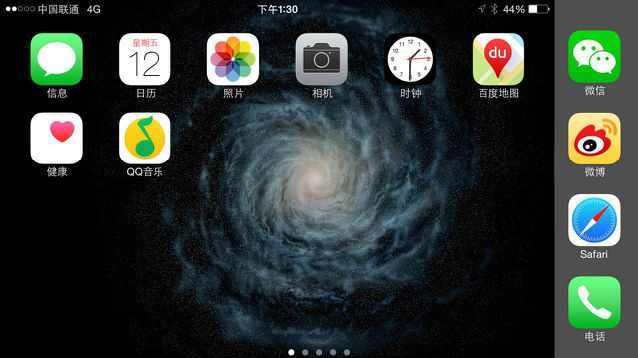 中国联通 4G 下午1:30 44%
星期五
12
du
信息 日历 照片 相机 时钟 百度地图 微信
健康 QQ音乐 微博
Safari
电话